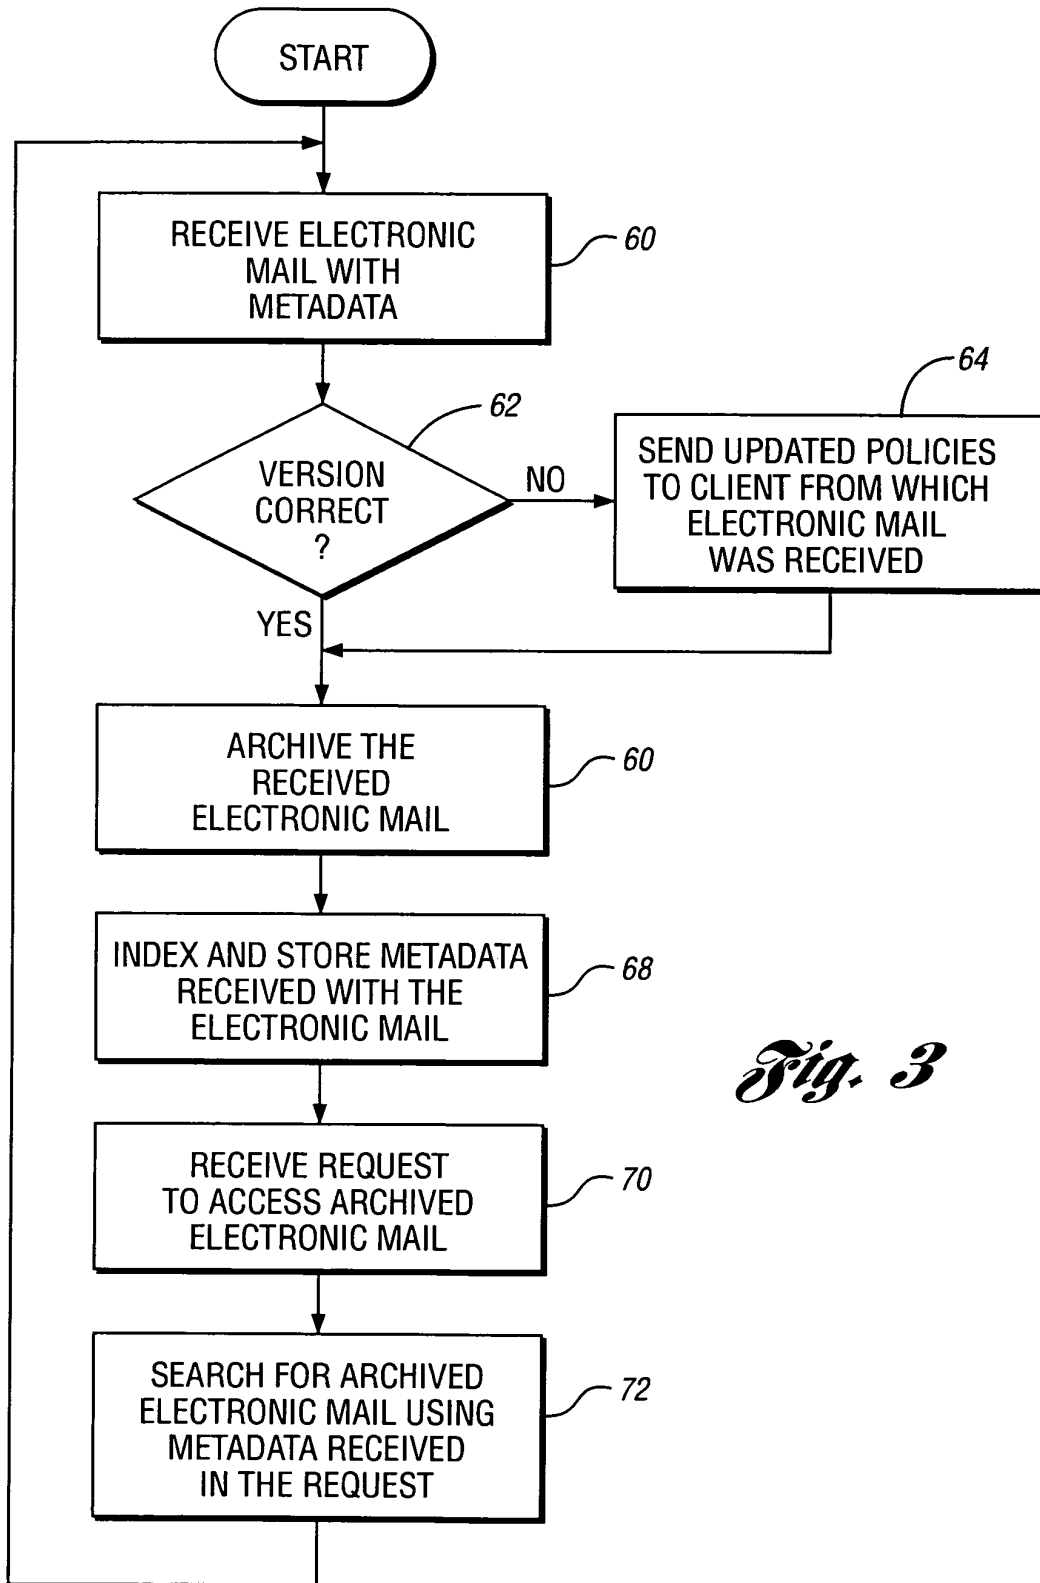 START
RECEIVE ELECTRONIC
MAIL WITH
METADATA
60
62
VERSION
CORRECT
?
NO
64
SEND UPDATED POLICIES
TO CLIENT FROM WHICH
ELECTRONIC MAIL
WAS RECEIVED
YES
ARCHIVE THE
RECEIVED
ELECTRONIC MAIL
60
INDEX AND STORE METADATA
RECEIVED WITH THE
ELECTRONIC MAIL
68
RECEIVE REQUEST
TO ACCESS ARCHIVED
ELECTRONIC MAIL
70
SEARCH FOR ARCHIVED
ELECTRONIC MAIL USING
METADATA RECEIVED
IN THE REQUEST
72
Fig. 3